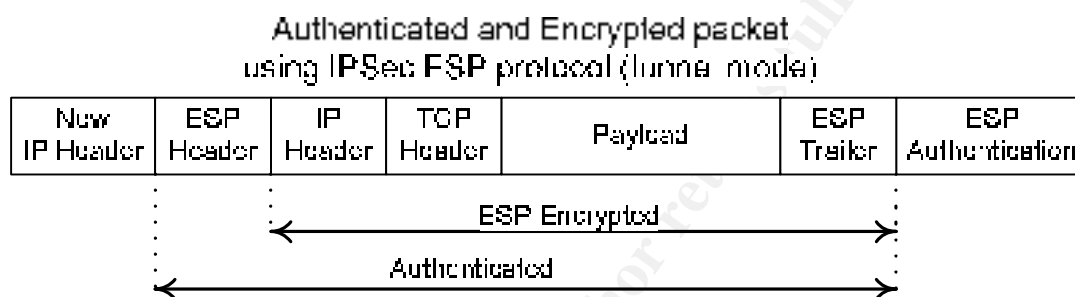 Authenticated and Encrypted packet
using IPSec ESP protocol (tunnel mode)
New IP Header
ESP Header
IP Header
TCP Header
Payload
ESP Trailer
ESP Authentication
ESP Encrypted
Authenticated